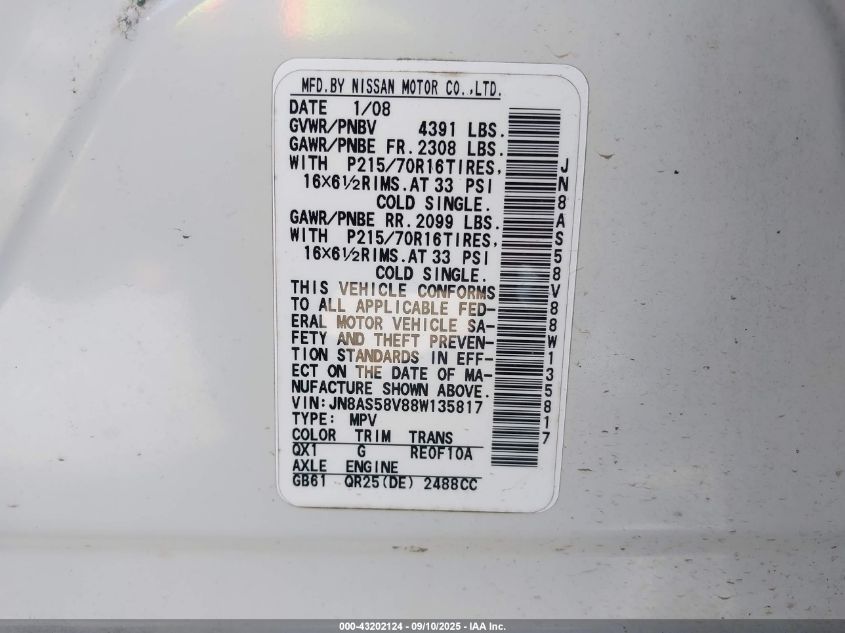 MFD.BY NISSAN MOTOR CO.,LTD.
DATE 1/08
GVWR/PNBV 4391 LBS.
GAWR/PNBE FR. 2308 LBS.
WITH P215/70R16TIRES,
16×6½RIMS.AT 33 PSI
COLD SINGLE.
GAWR/PNBE RR. 2099 LBS.
WITH P215/70R16TIRES,
16×6½RIMS.AT 33 PSI
COLD SINGLE.
THIS VEHICLE CONFORMS
TO ALL APPLICABLE FED-
ERAL MOTOR VEHICLE SA-
FETY AND THEFT PREVEN-
TION STANDARDS IN EFF-
ECT ON THE DATE OF MA-
NUFACTURE SHOWN ABOVE.
VIN: JN8AS58V88W135817
TYPE: MPV
COLOR TRIM TRANS
QX1 G RE0F10A
AXLE ENGINE
GB61 QR25(DE) 2488CC
JN8AS58V88W135817
000-43202124 - 09/10/2025 - IAA Inc.